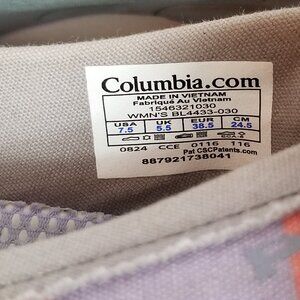 Columbia.com
MADE IN VIETNAM
Fabriqué Au Vietnam
1546321030
WMN'S BL4433-030
USA UK EUR CM
7.5 5.5 38.5 24.5
0824 CCE 0116 116
Pat CSCPatents.com
887921738041